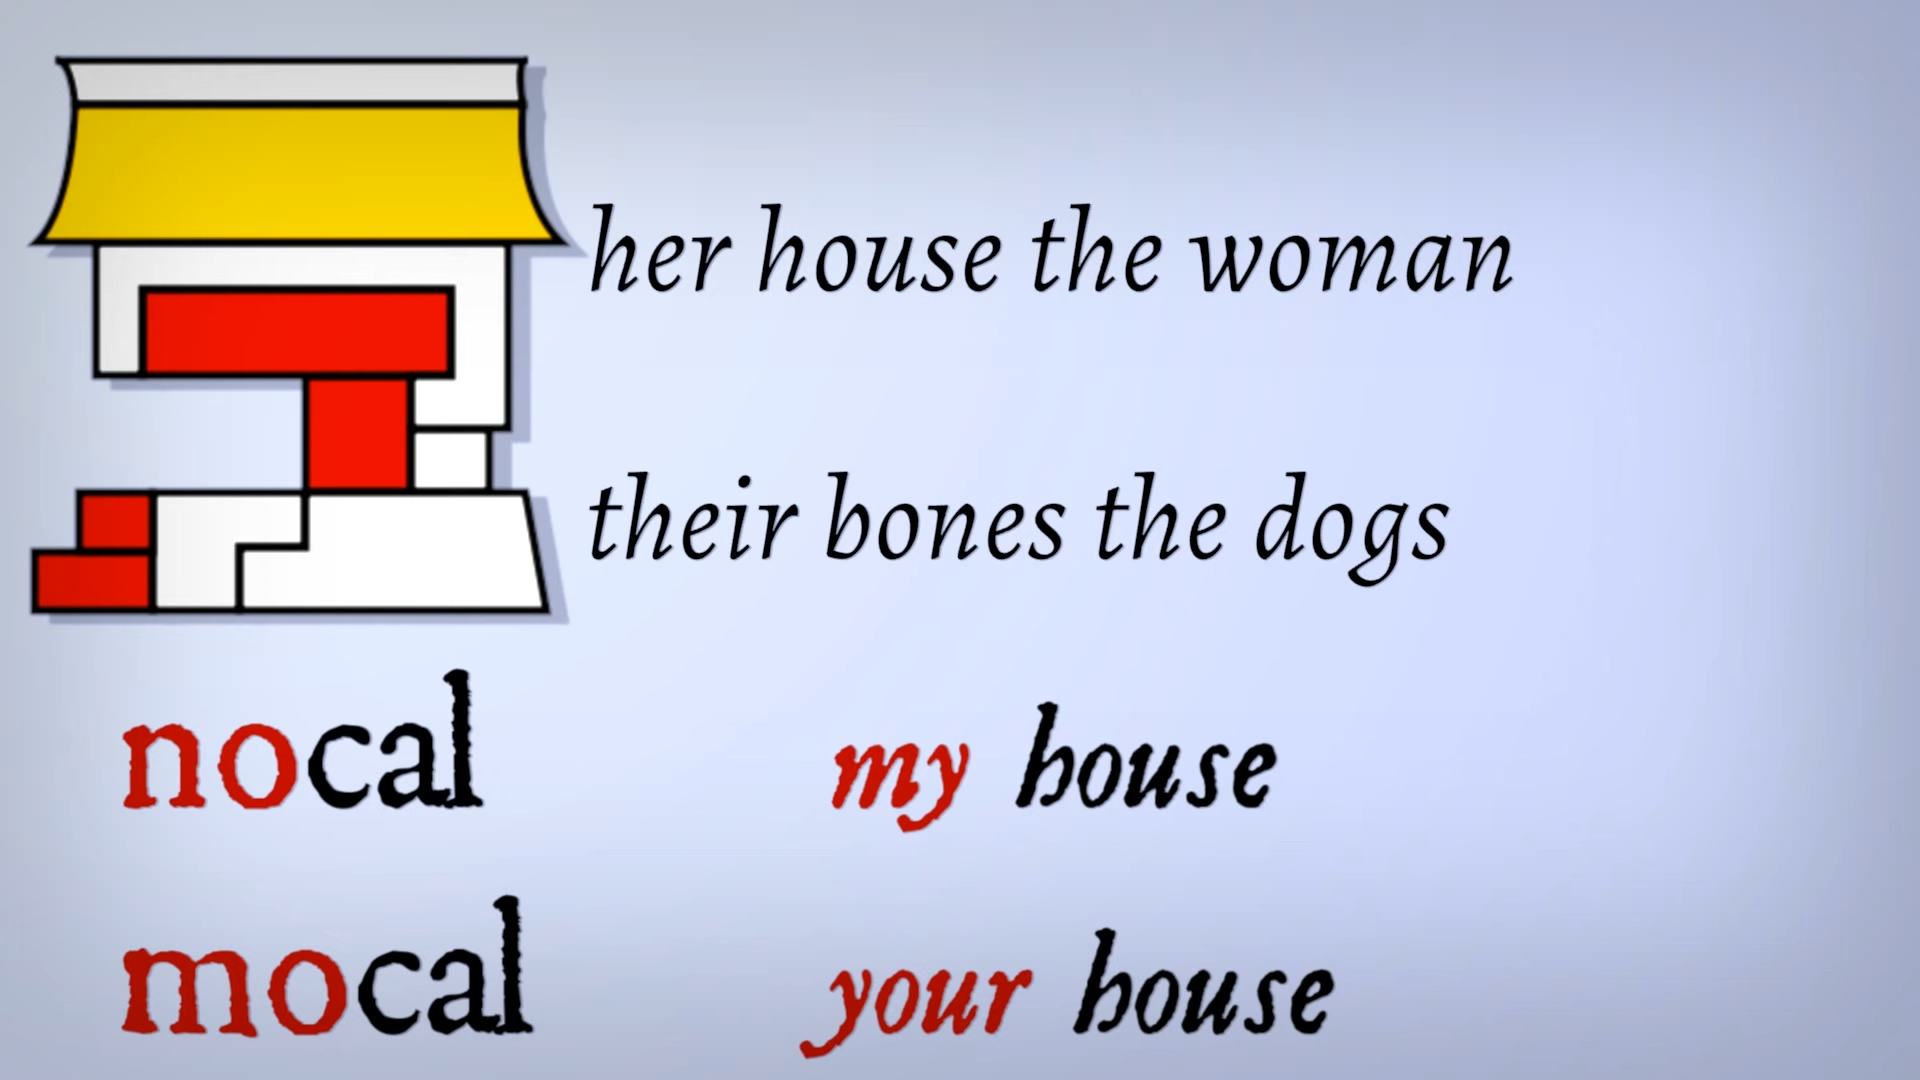 her house the woman
their bones the dogs
nocal my house
mocal your house